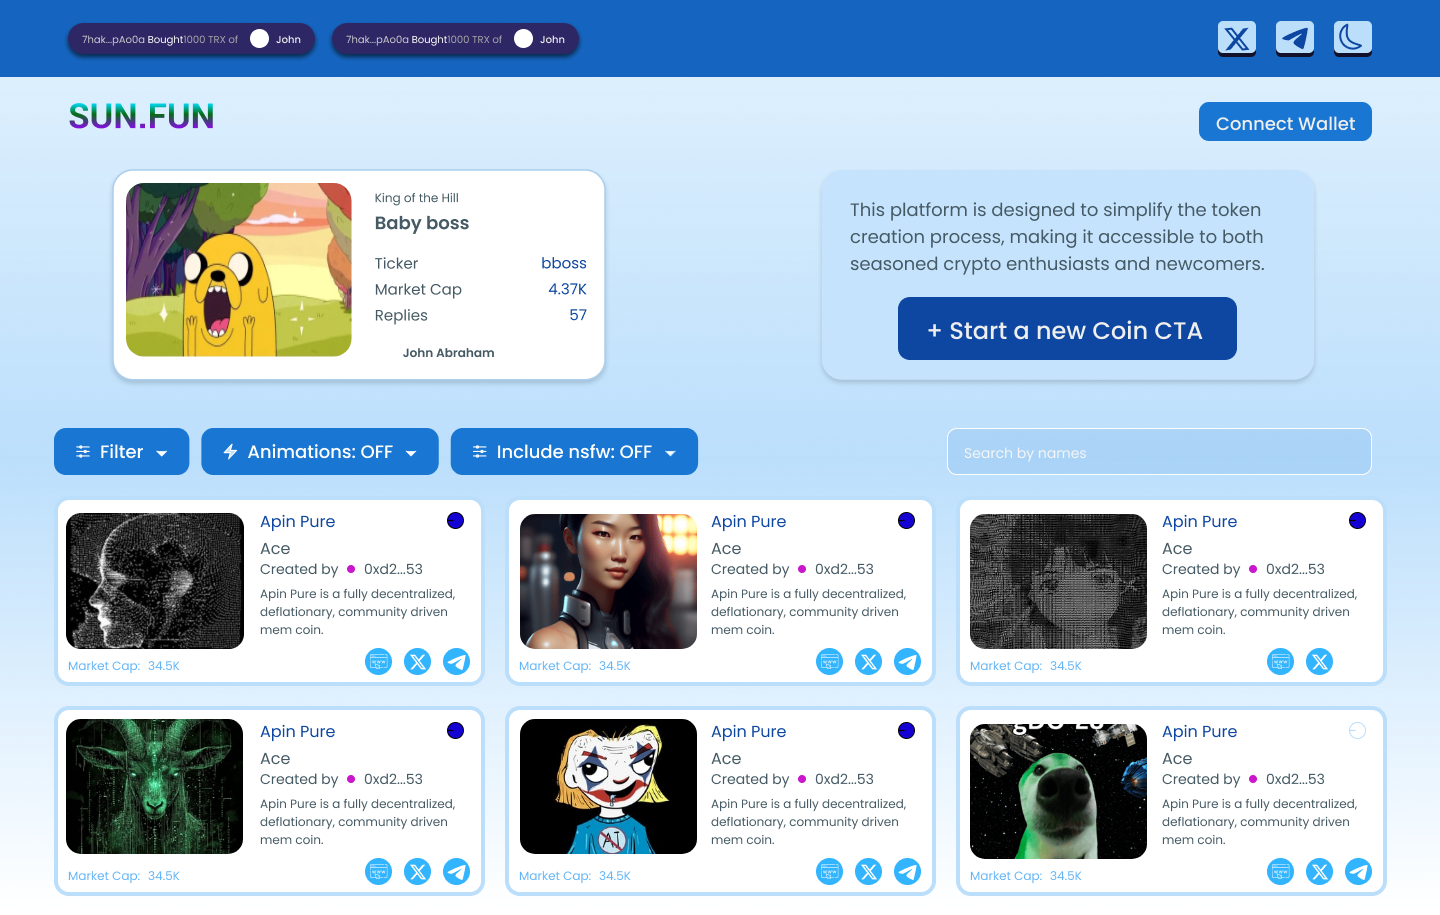 7hak...pAo0a Bought1000 TRX of John
7hak...pAo0a Bought1000 TRX of John
SUN.FUN
Connect Wallet
King of the Hill
Baby boss
Ticker bboss
Market Cap 4.37K
Replies 57
John Abraham
This platform is designed to simplify the token
creation process, making it accessible to both
seasoned crypto enthusiasts and newcomers.
+ Start a new Coin CTA
Filter
Animations: OFF
Include nsfw: OFF
Search by names
Apin Pure
Ace
Created by 0xd2...53
Apin Pure is a fully decentralized,
deflationary, community driven
mem coin.
Market Cap: 34.5K
Apin Pure
Ace
Created by 0xd2...53
Apin Pure is a fully decentralized,
deflationary, community driven
mem coin.
Market Cap: 34.5K
Apin Pure
Ace
Created by 0xd2...53
Apin Pure is a fully decentralized,
deflationary, community driven
mem coin.
Market Cap: 34.5K
Apin Pure
Ace
Created by 0xd2...53
Apin Pure is a fully decentralized,
deflationary, community driven
mem coin.
Market Cap: 34.5K
Apin Pure
Ace
Created by 0xd2...53
Apin Pure is a fully decentralized,
deflationary, community driven
mem coin.
AI
Market Cap: 34.5K
Apin Pure
Ace
Created by 0xd2...53
Apin Pure is a fully decentralized,
deflationary, community driven
mem coin.
Market Cap: 34.5K